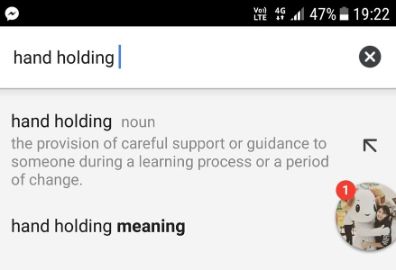 Vo)) LTE 4G 47% 19:22
hand holding
hand holding noun
the provision of careful support or guidance to
someone during a learning process or a period
of change.
1
hand holding meaning